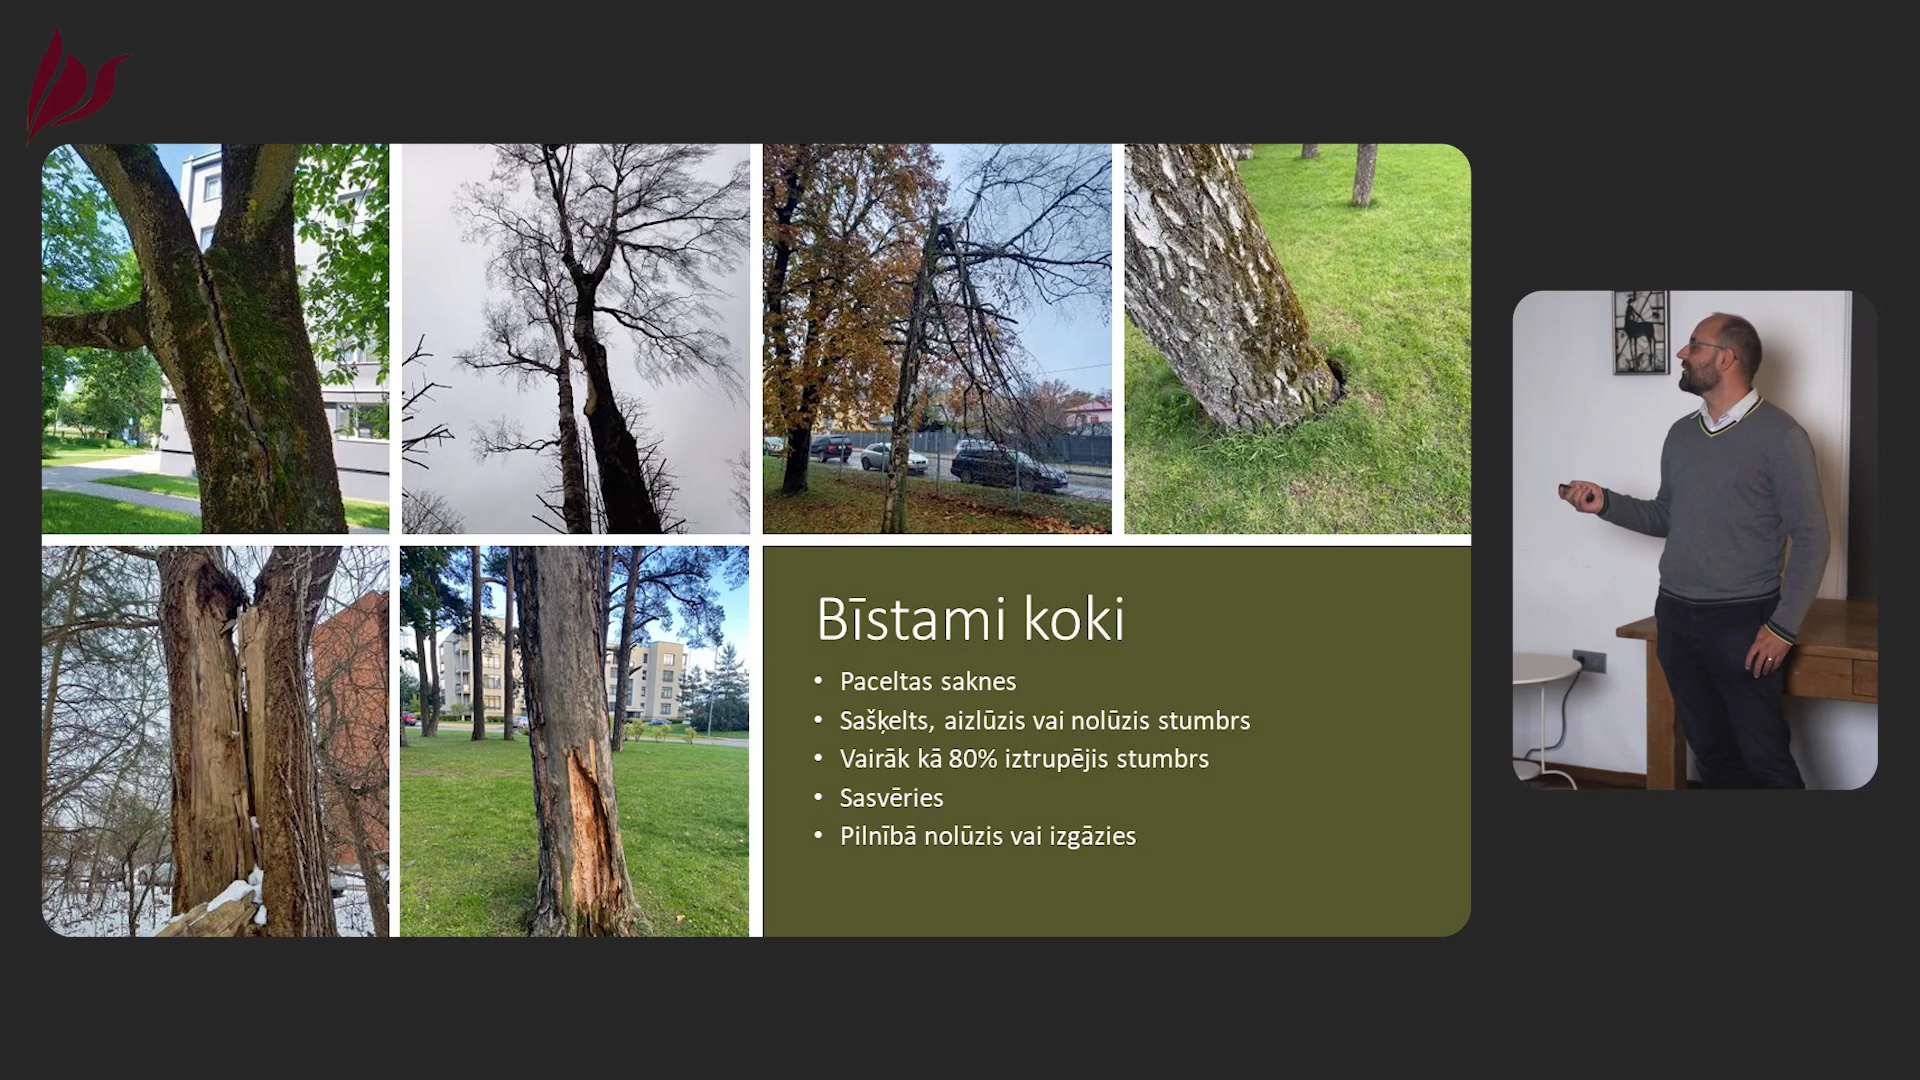 Bīstami koki
• Paceltas saknes
• Sašķelts, aizlūzis vai nolūzis stumbrs
• Vairāk kā 80% iztrupējis stumbrs
• Sasvēries
• Pilnībā nolūzis vai izgāzies